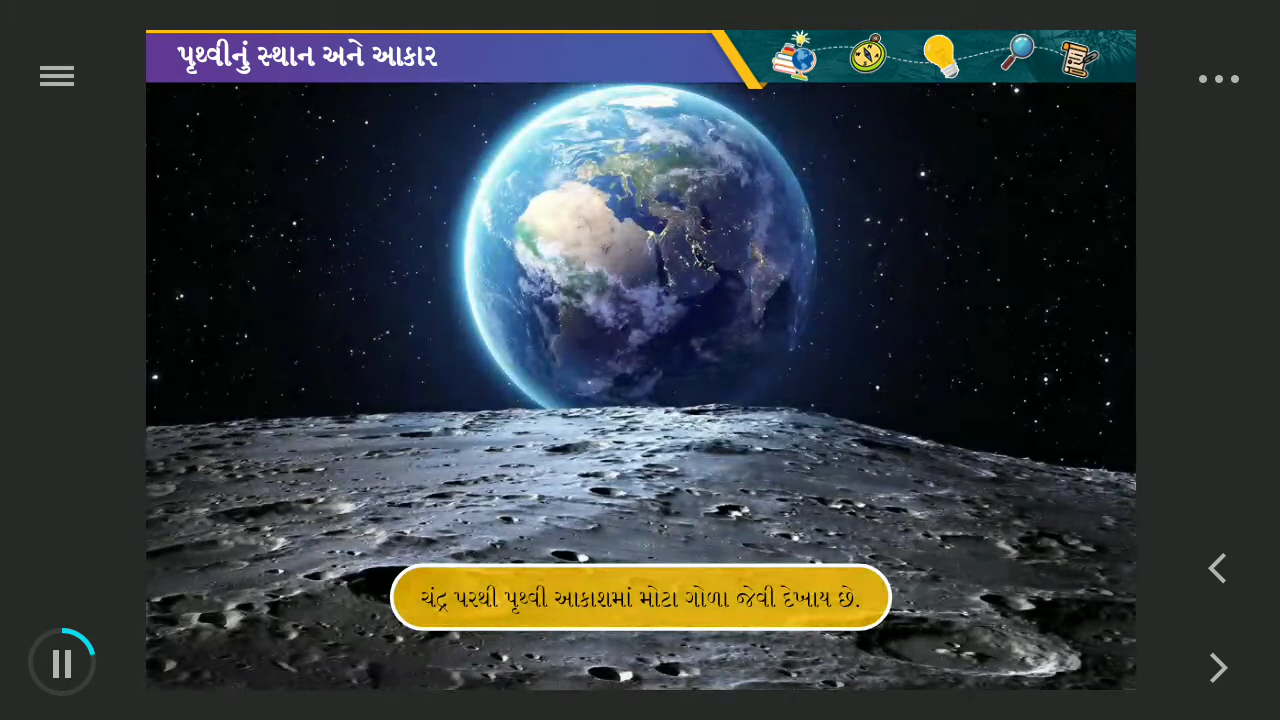 પૃથ્વીનું સ્થાન અને આકાર
ચંદ્ર પરથી પૃથ્વી આકાશમાં મોટા ગોળા જેવી દેખાય છે.